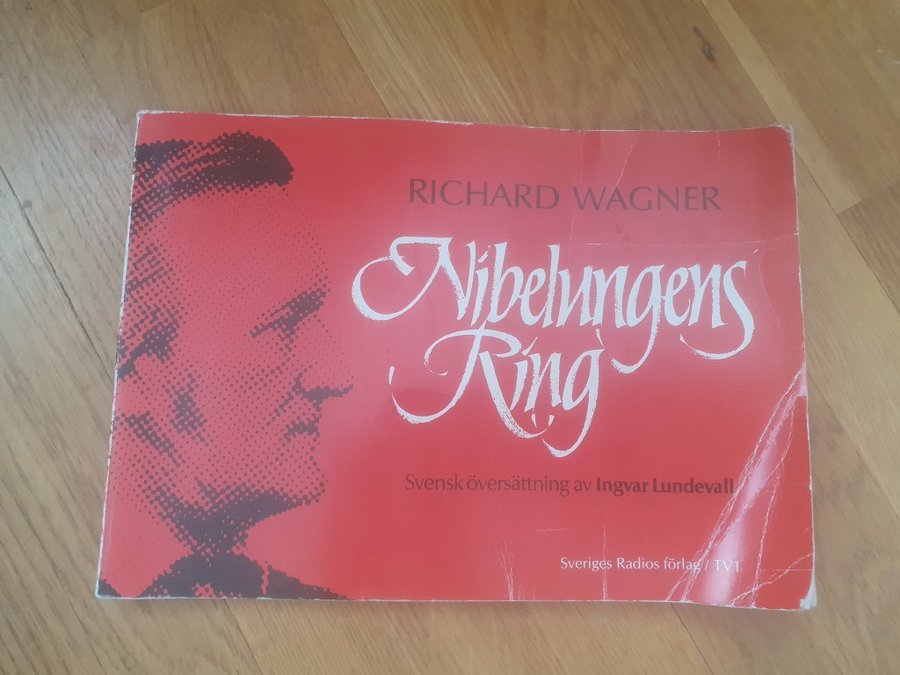 RICHARD WAGNER
Nibelungens
Ring
Svensk översättning av Ingvar Lundevall
Sveriges Radios förlag / TV1